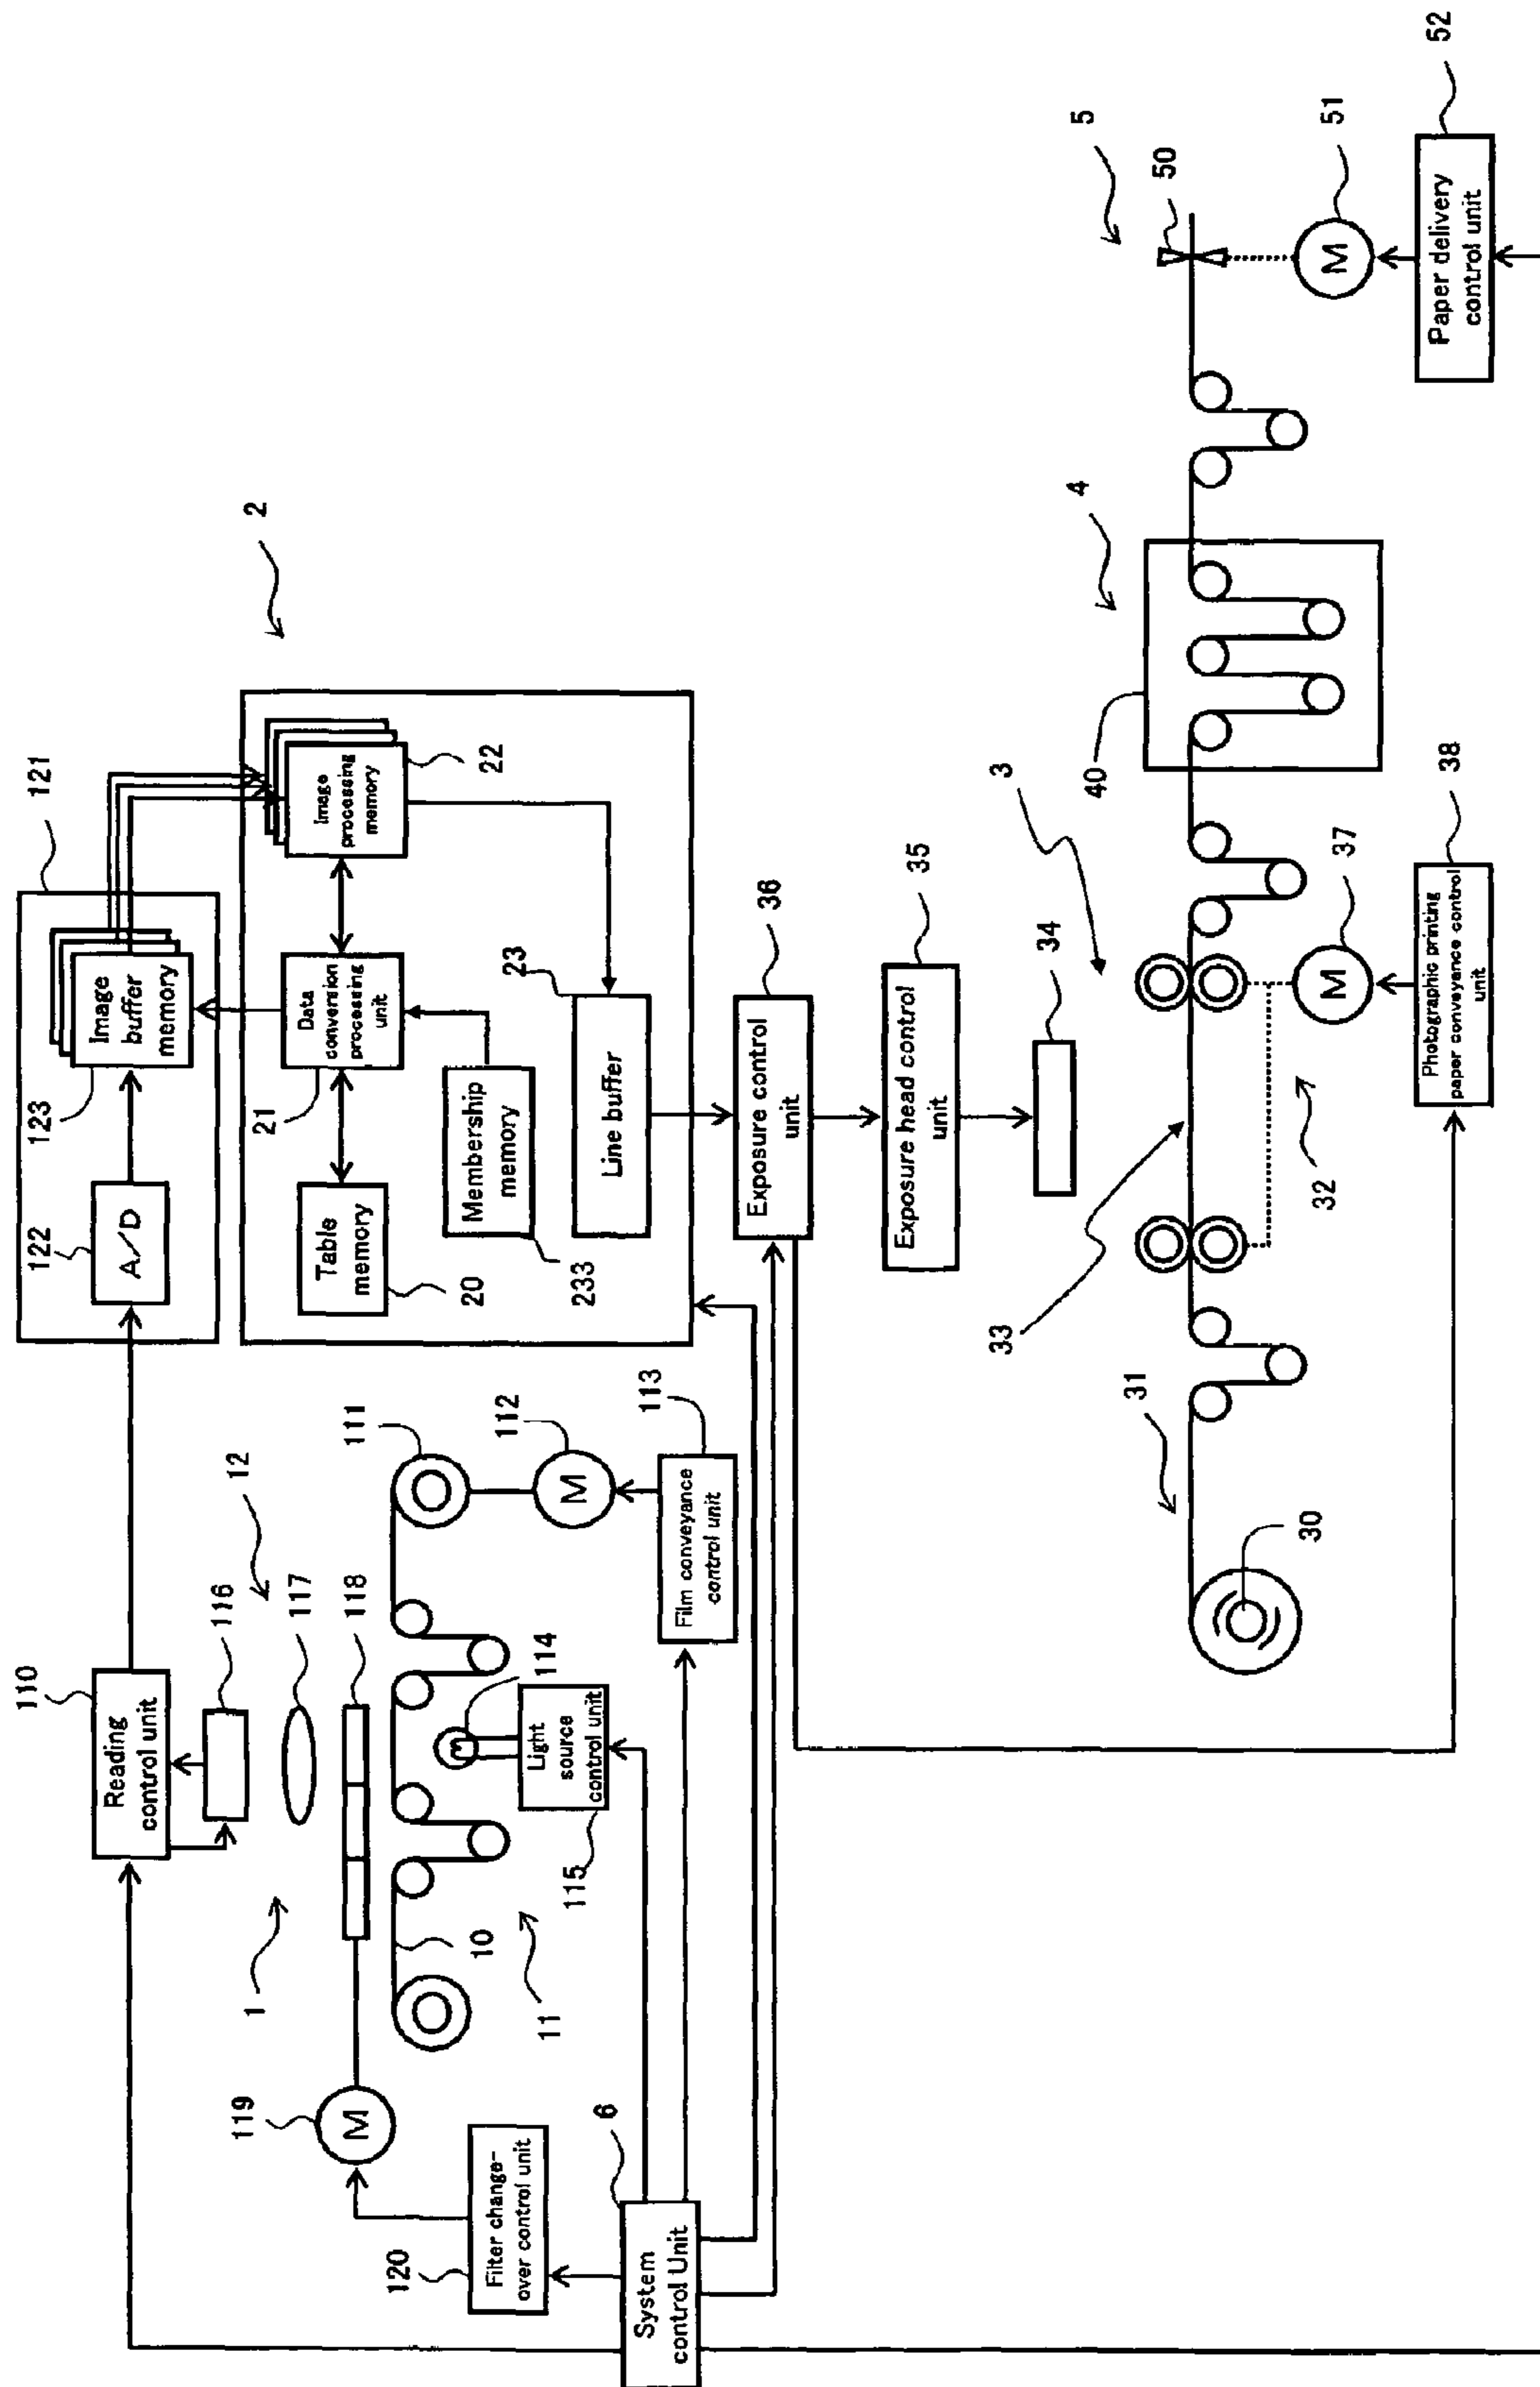 110
Reading
control unit
116
12
117
118
1
119
M
10
11
111
112
M
113
Film conveyance
control unit
114
Light
source
control unit
115
Filter change-
over control unit
120
6
System
control Unit
121
122
A/D
123
Image
buffer
memory
2
Image
processing
memory
22
Data
conversion
processing
unit
21
Table
memory
20
Membership
memory
233
23
Line buffer
36
Exposure control
unit
35
Exposure head control
unit
34
3
33
31
30
32
37
M
38
Photographic printing
paper conveyance control
unit
4
40
5
50
51
M
52
Paper delivery
control unit